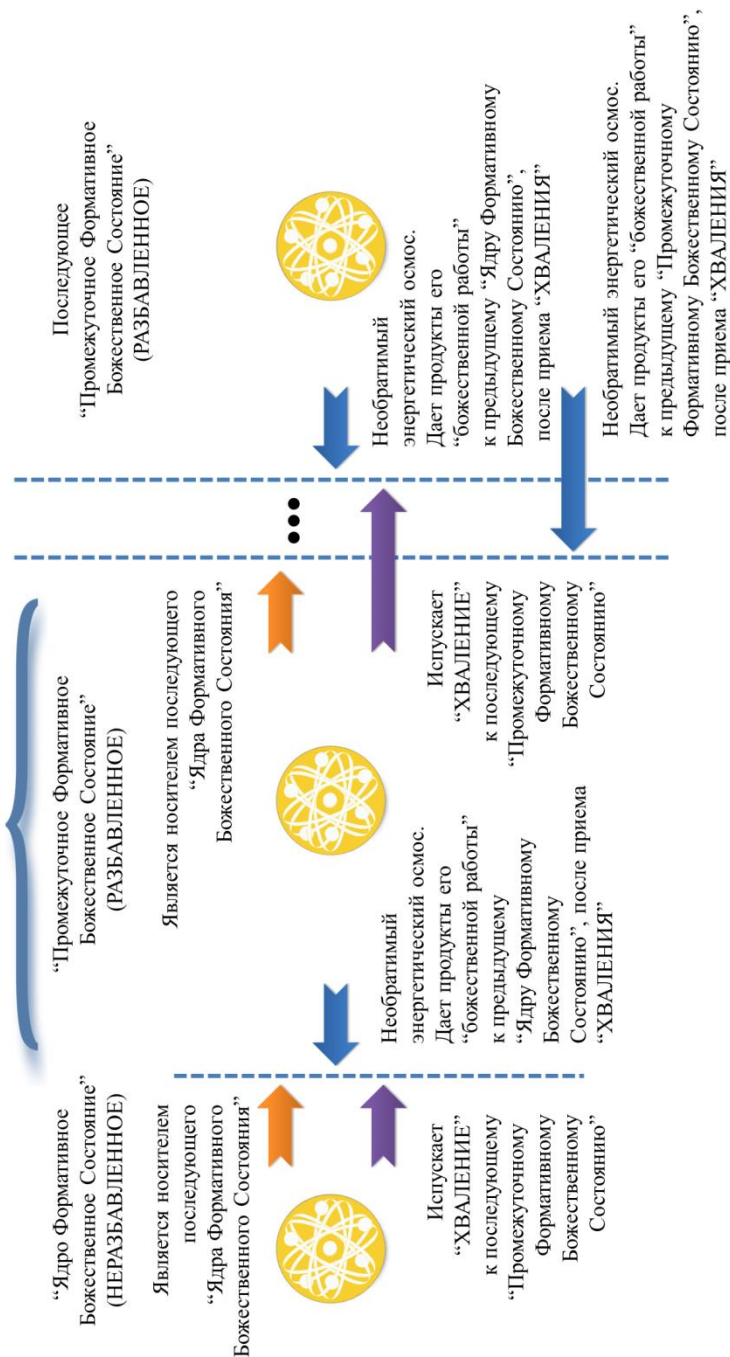 “Ядро Формативное
Божественное Состояние”
(НЕРАЗБАВЛЕННОЕ)
Является носителем
последующего
“Ядра Формативного
Божественного Состояния”
Испускает
“ХВАЛЕНИЕ”
к последующему
“Промежуточному
Формативному
Божественному
Состоянию”
“Промежуточное Формативное
Божественное Состояние”
(РАЗБАВЛЕННОЕ)
Является носителем последующего
“Ядра Формативного
Божественного Состояния”
Необратимый
энергетический осмос.
Дает продукты его
“божественной работы”
к предыдущему
“Ядру Формативному
Божественному
Состоянию”, после приема
“ХВАЛЕНИЯ”
Испускает
“ХВАЛЕНИЕ”
к последующему
“Промежуточному
Формативному
Божественному
Состоянию”
•••
Последующее
“Промежуточное Формативное
Божественное Состояние”
(РАЗБАВЛЕННОЕ)
Необратимый
энергетический осмос.
Дает продукты его
“божественной работы”
к предыдущему “Ядру Формативному
Божественному Состоянию”,
после приема “ХВАЛЕНИЯ”
Необратимый энергетический осмос.
Дает продукты его “божественной работы”
к предыдущему “Промежуточному
Формативному Божественному Состоянию”,
после приема “ХВАЛЕНИЯ”